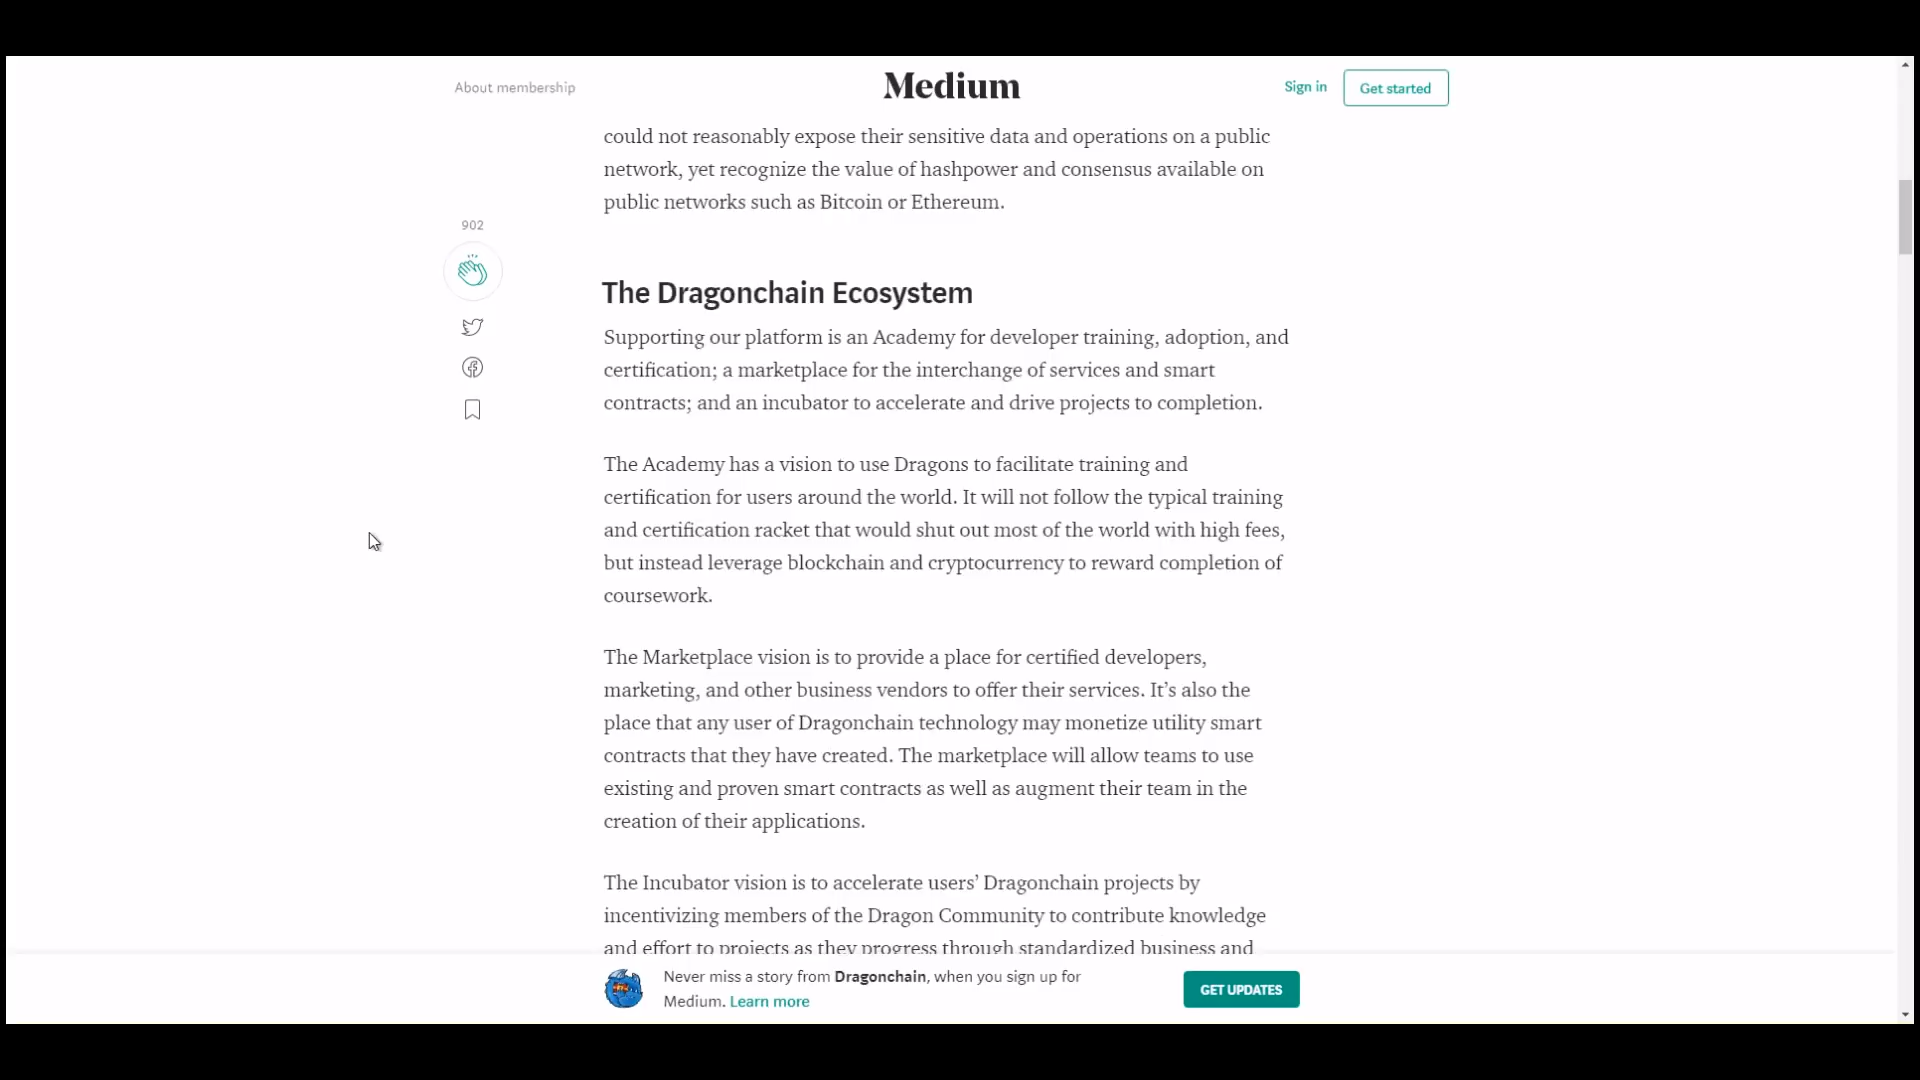 About membership
Medium
Sign in
Get started
could not reasonably expose their sensitive data and operations on a public
network, yet recognize the value of hashpower and consensus available on
public networks such as Bitcoin or Ethereum.
902
The Dragonchain Ecosystem
Supporting our platform is an Academy for developer training, adoption, and
certification; a marketplace for the interchange of services and smart
contracts; and an incubator to accelerate and drive projects to completion.
The Academy has a vision to use Dragons to facilitate training and
certification for users around the world. It will not follow the typical training
and certification racket that would shut out most of the world with high fees,
but instead leverage blockchain and cryptocurrency to reward completion of
coursework.
The Marketplace vision is to provide a place for certified developers,
marketing, and other business vendors to offer their services. It’s also the
place that any user of Dragonchain technology may monetize utility smart
contracts that they have created. The marketplace will allow teams to use
existing and proven smart contracts as well as augment their team in the
creation of their applications.
The Incubator vision is to accelerate users’ Dragonchain projects by
incentivizing members of the Dragon Community to contribute knowledge
and effort to projects as they progress through standardized business and
Never miss a story from Dragonchain, when you sign up for
Medium. Learn more
GET UPDATES